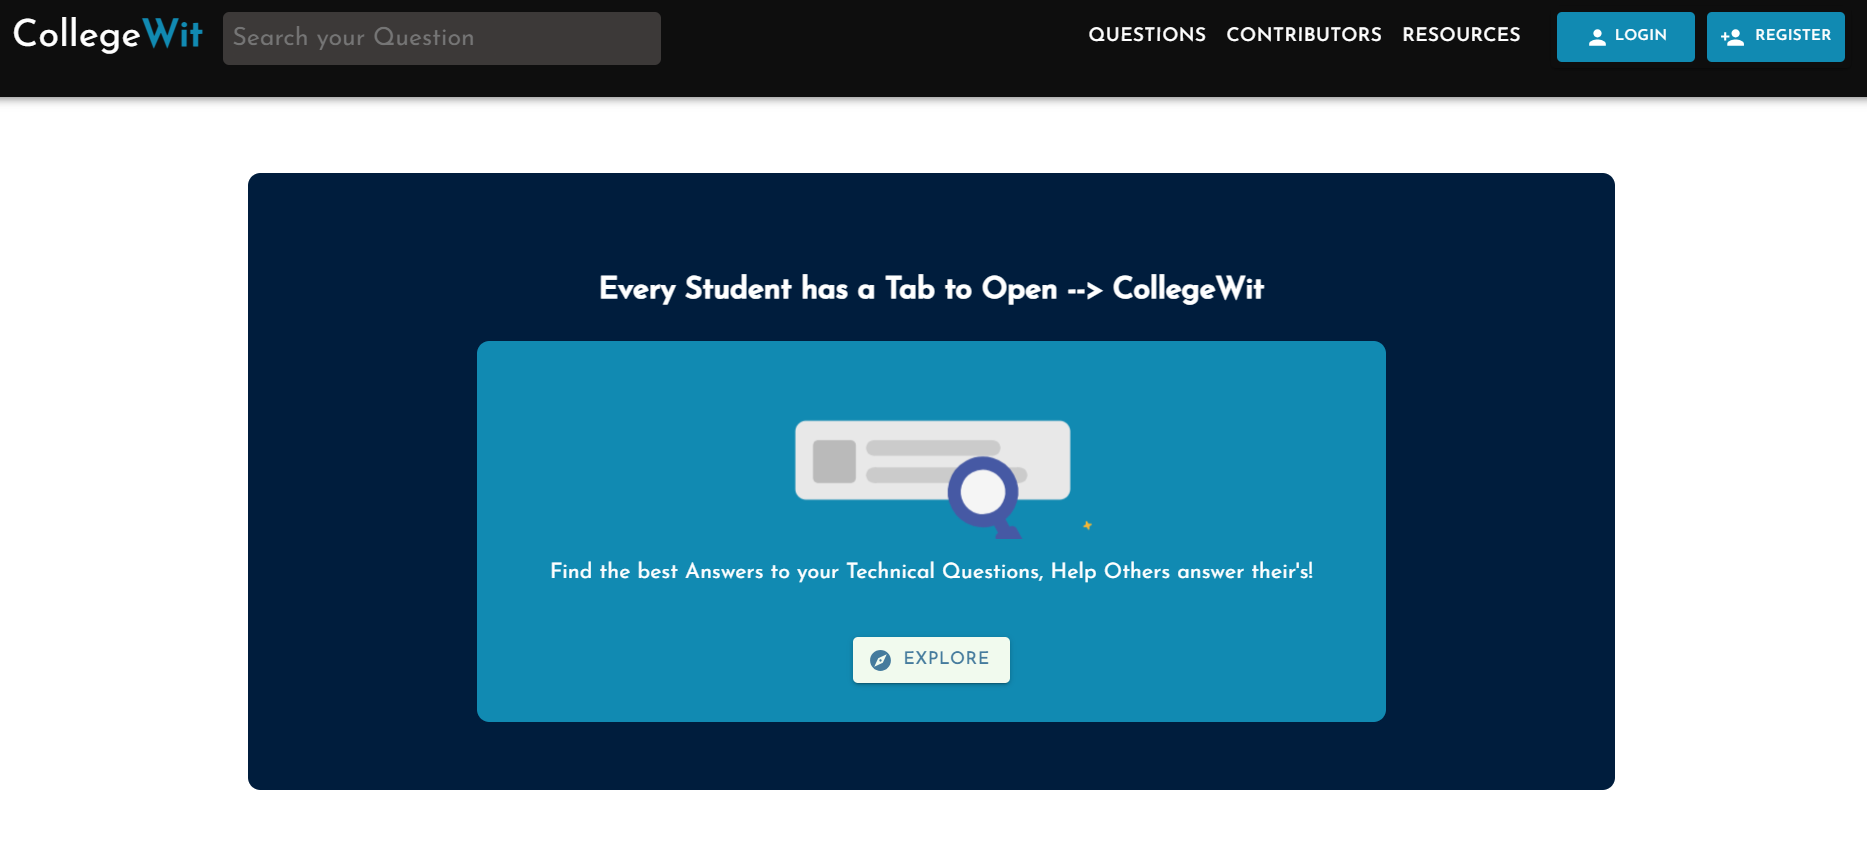 CollegeWit
Search your Question
QUESTIONS CONTRIBUTORS RESOURCES
LOGIN
REGISTER
Every Student has a Tab to Open --> CollegeWit
Find the best Answers to your Technical Questions, Help Others answer their's!
EXPLORE